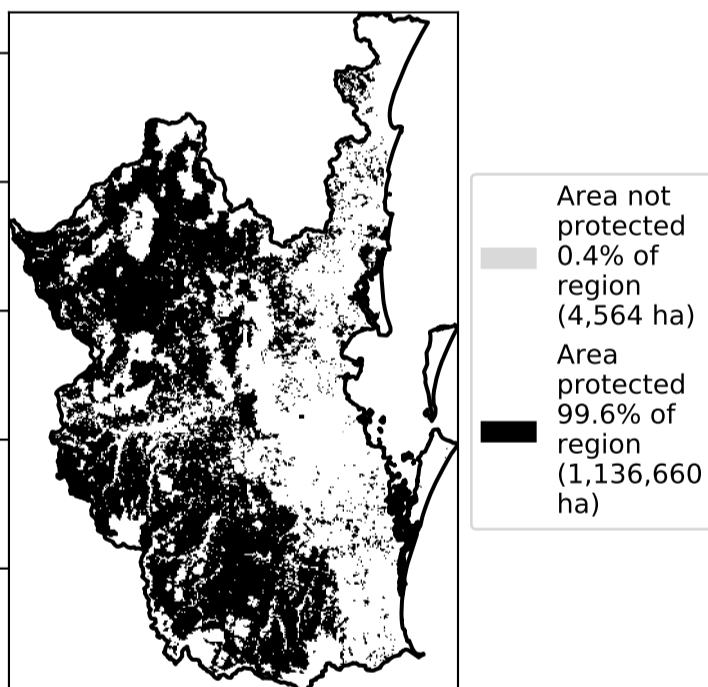 Area not
protected
0.4% of
region
(4,564 ha)
Area
protected
99.6% of
region
(1,136,660
ha)